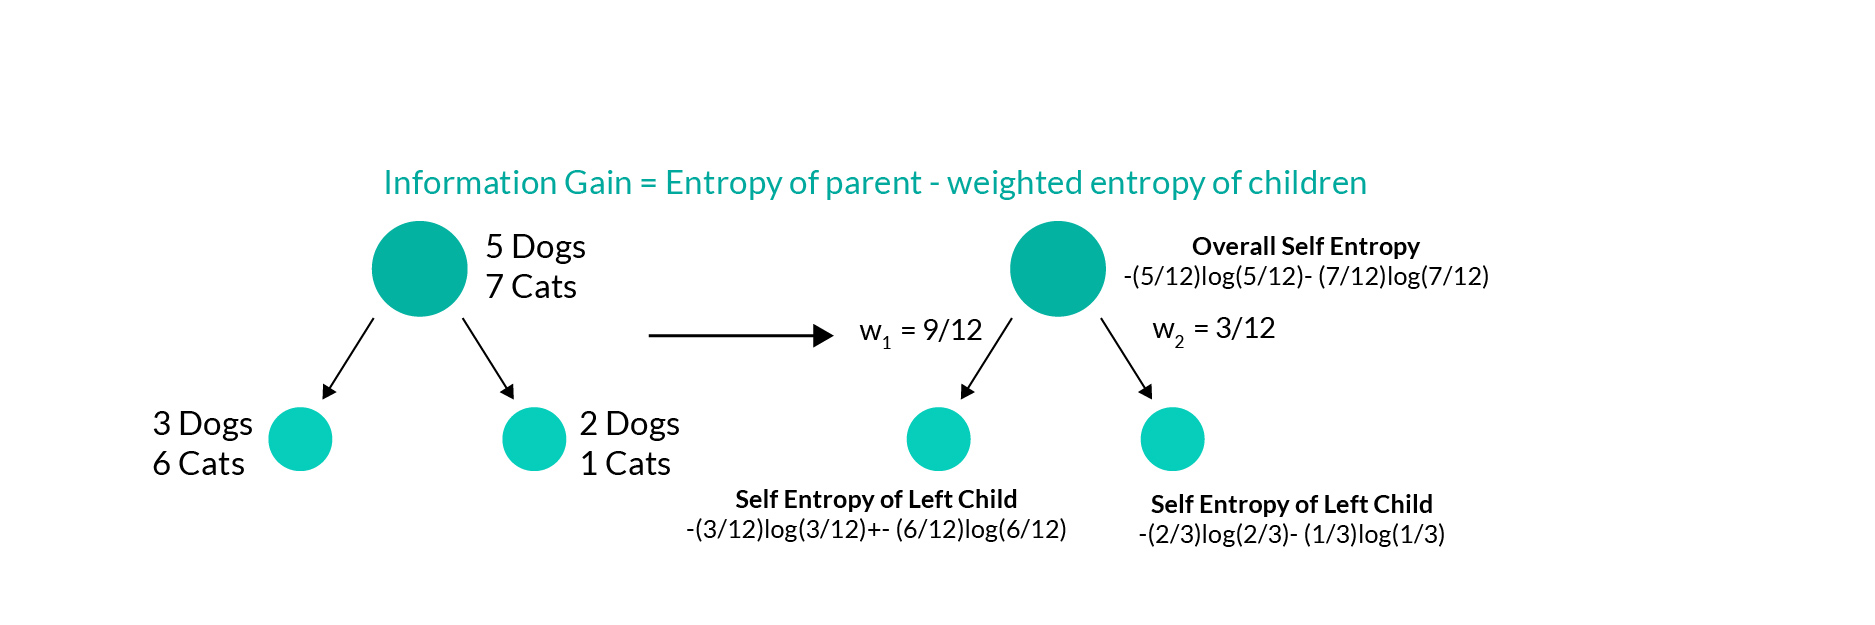 Information Gain = Entropy of parent - weighted entropy of children
5 Dogs
7 Cats
3 Dogs
6 Cats
2 Dogs
1 Cats
Overall Self Entropy
-(5/12)log(5/12)- (7/12)log(7/12)
w1 = 9/12
w2 = 3/12
Self Entropy of Left Child
-(3/12)log(3/12)+- (6/12)log(6/12)
Self Entropy of Left Child
-(2/3)log(2/3)- (1/3)log(1/3)